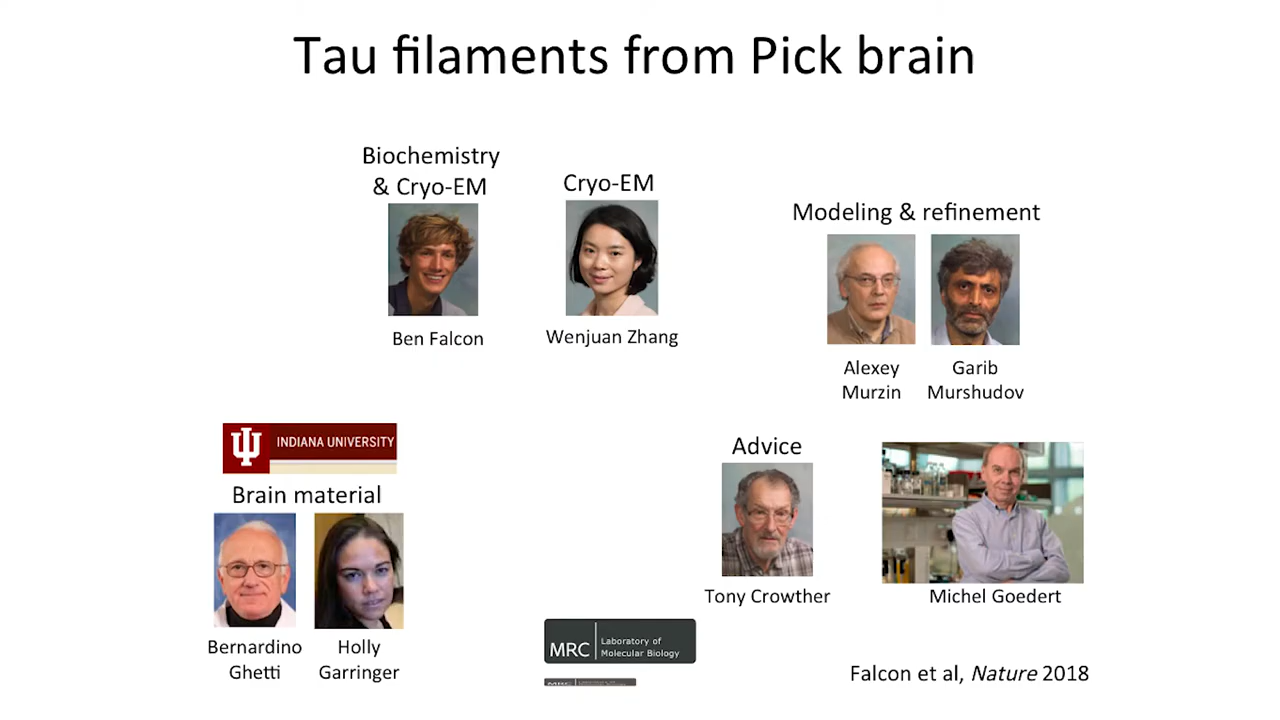 Tau filaments from Pick brain
Biochemistry
& Cryo-EM
Cryo-EM
Modeling & refinement
Ben Falcon
Wenjuan Zhang
Alexey
Murzin
Garib
Murshudov
INDIANA UNIVERSITY
Brain material
Advice
Bernardino
Ghetti
Holly
Garringer
Tony Crowther
Michel Goedert
MRC
Laboratory of
Molecular Biology
Falcon et al, Nature 2018